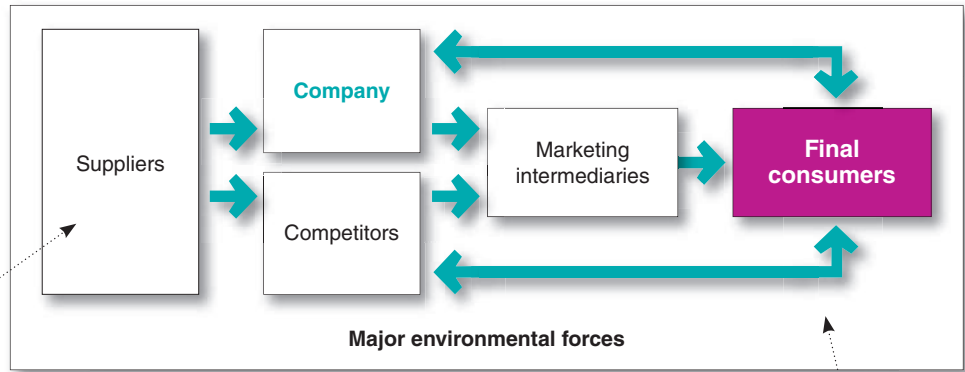 Suppliers
Company
Competitors
Marketing
intermediaries
Final
consumers
Major environmental forces